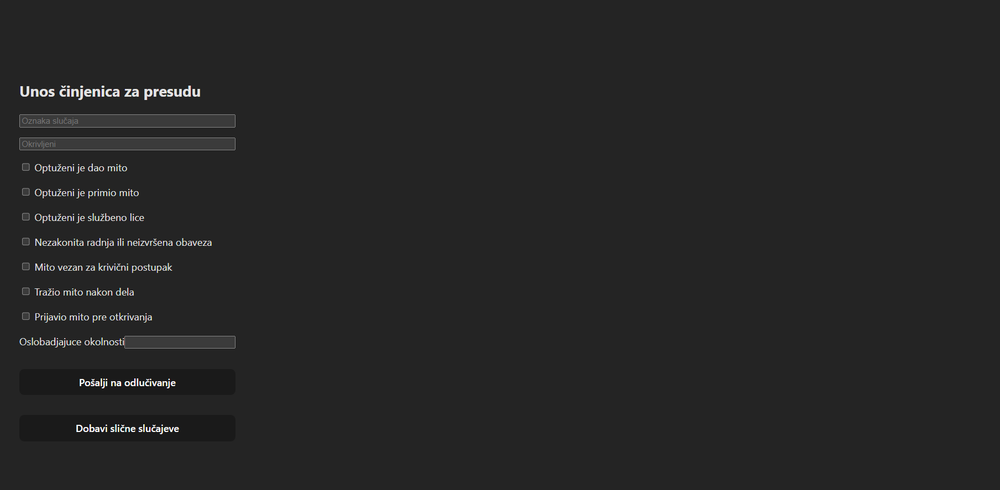 Unos činjenica za presudu
Oznaka slučaja
Okrivljeni
Optuženi je dao mito
Optuženi je primio mito
Optuženi je službeno lice
Nezakonita radnja ili neizvršena obaveza
Mito vezan za krivični postupak
Tražio mito nakon dela
Prijavio mito pre otkrivanja
Oslobadjajuce okolnosti
Pošalji na odlučivanje
Dobavi slične slučajeve